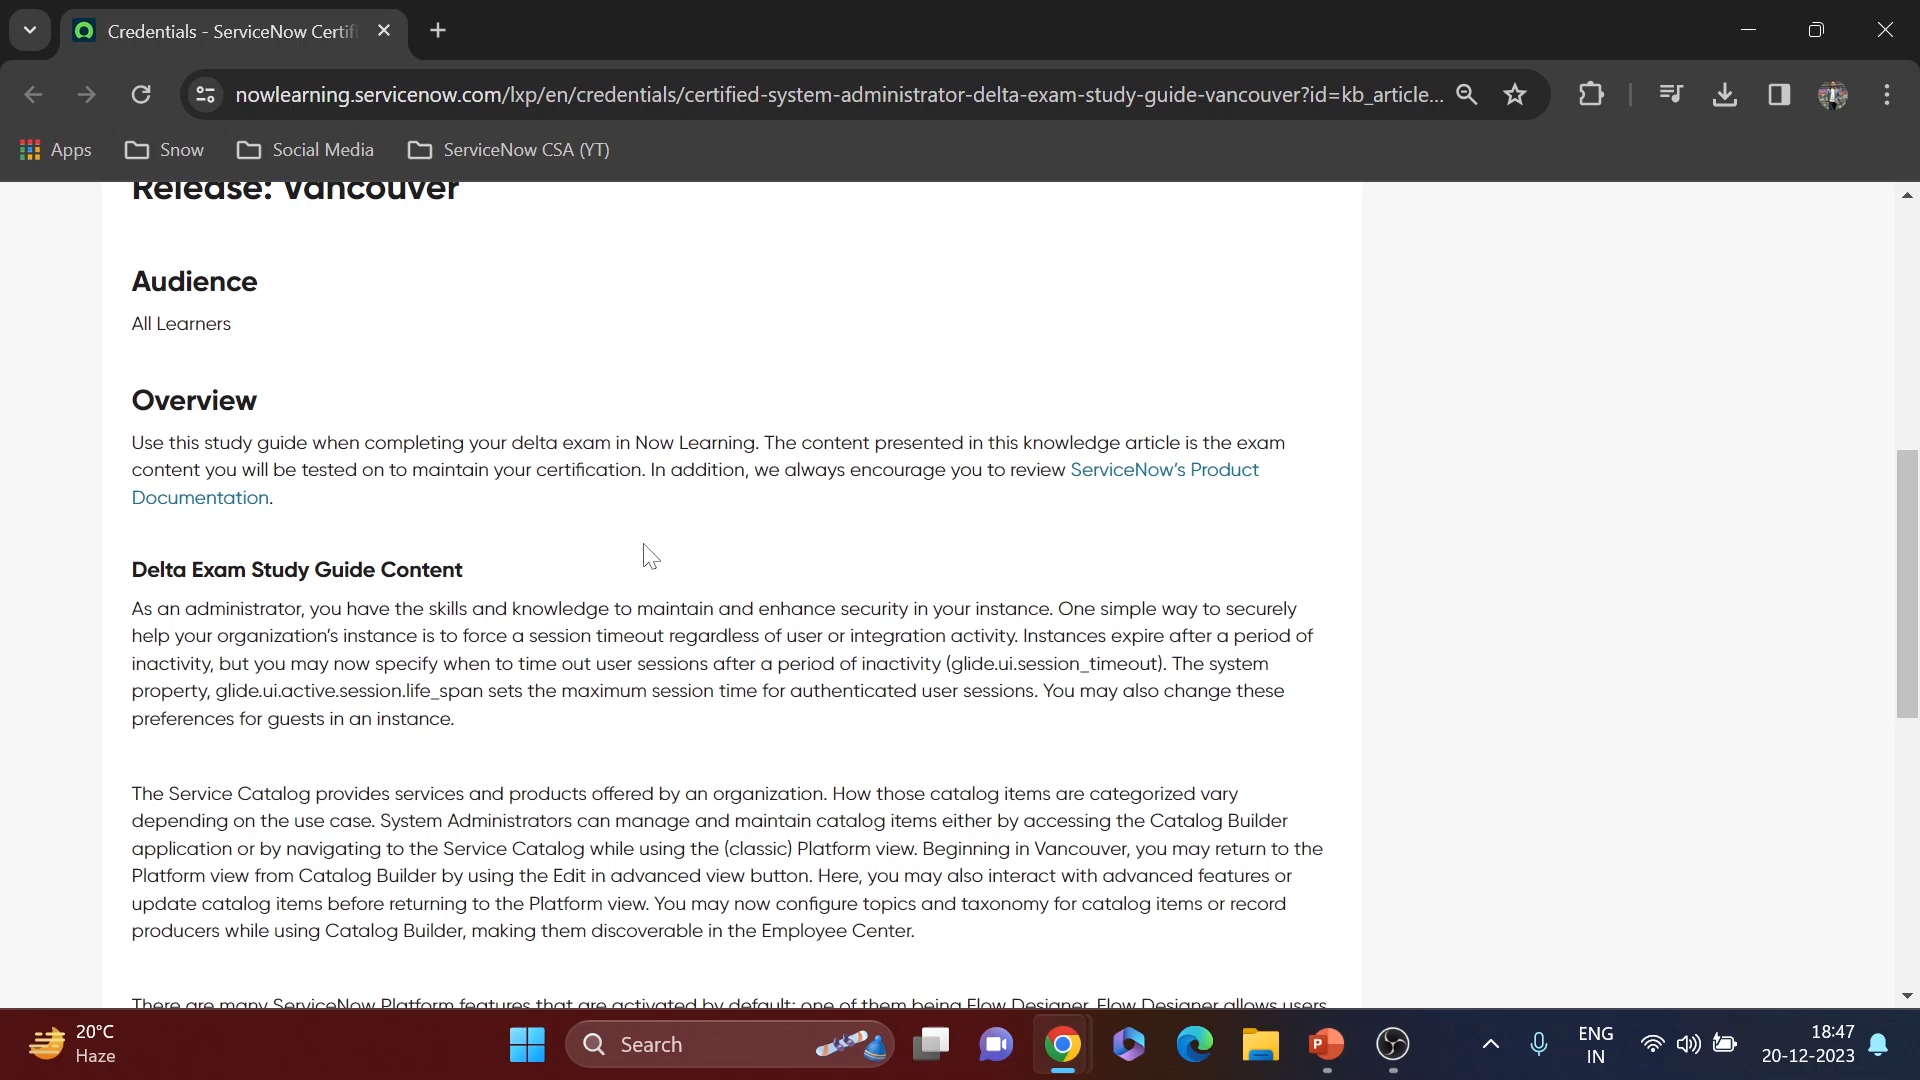 Credentials - ServiceNow Certifi
nowlearning.servicenow.com/lxp/en/credentials/certified-system-administrator-delta-exam-study-guide-vancouver?id=kb_article...
Apps
Snow
Social Media
ServiceNow CSA (YT)
Release: Vancouver
Audience
All Learners
Overview
Use this study guide when completing your delta exam in Now Learning. The content presented in this knowledge article is the exam
content you will be tested on to maintain your certification. In addition, we always encourage you to review ServiceNow's Product
Documentation.
Delta Exam Study Guide Content
As an administrator, you have the skills and knowledge to maintain and enhance security in your instance. One simple way to securely
help your organization's instance is to force a session timeout regardless of user or integration activity. Instances expire after a period of
inactivity, but you may now specify when to time out user sessions after a period of inactivity (glide.ui.session_timeout). The system
property, glide.ui.active.session.life_span sets the maximum session time for authenticated user sessions. You may also change these
preferences for guests in an instance.
The Service Catalog provides services and products offered by an organization. How those catalog items are categorized vary
depending on the use case. System Administrators can manage and maintain catalog items either by accessing the Catalog Builder
application or by navigating to the Service Catalog while using the (classic) Platform view. Beginning in Vancouver, you may return to the
Platform view from Catalog Builder by using the Edit in advanced view button. Here, you may also interact with advanced features or
update catalog items before returning to the Platform view. You may now configure topics and taxonomy for catalog items or record
producers while using Catalog Builder, making them discoverable in the Employee Center.
There are many ServiceNow Platform features that are activated by default; one of them being Flow Designer. Flow Designer allows users
20°C
Haze
Search
P
ENG
IN
18:47
20-12-2023